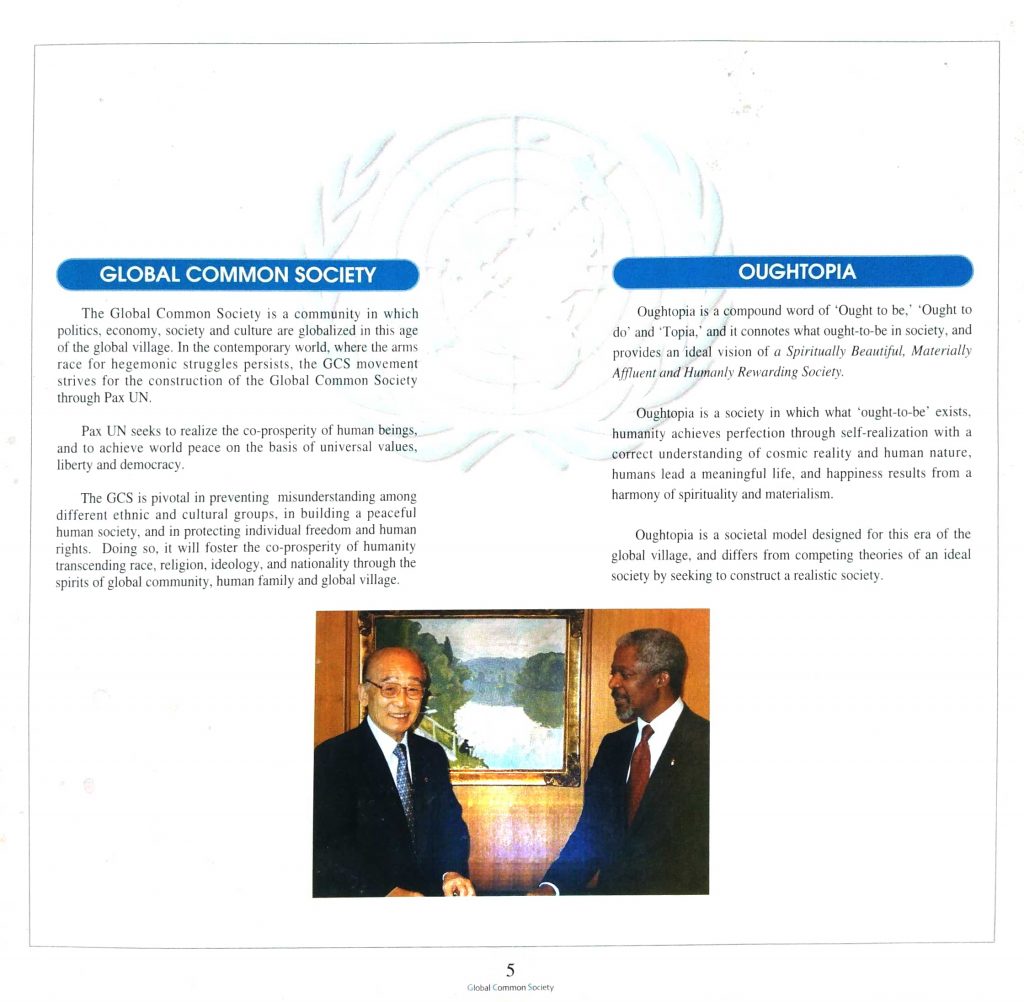 GLOBAL COMMON SOCIETY
The Global Common Society is a community in which
politics, economy, society and culture are globalized in this age
of the global village. In the contemporary world, where the arms
race for hegemonic struggles persists, the GCS movement
strives for the construction of the Global Common Society
through Pax UN.
Pax UN seeks to realize the co-prosperity of human beings,
and to achieve world peace on the basis of universal values,
liberty and democracy.
The GCS is pivotal in preventing misunderstanding among
different ethnic and cultural groups, in building a peaceful
human society, and in protecting individual freedom and human
rights. Doing so, it will foster the co-prosperity of humanity
transcending race, religion, ideology, and nationality through the
spirits of global community, human family and global village.
OUGHTOPIA
Oughtopia is a compound word of ‘Ought to be,’ ‘Ought to
do’ and ‘Topia,’ and it connotes what ought-to-be in society, and
provides an ideal vision of a Spiritually Beautiful, Materially
Affluent and Humanly Rewarding Society.
Oughtopia is a society in which what ‘ought-to-be’ exists,
humanity achieves perfection through self-realization with a
correct understanding of cosmic reality and human nature,
humans lead a meaningful life, and happiness results from a
harmony of spirituality and materialism.
Oughtopia is a societal model designed for this era of the
global village, and differs from competing theories of an ideal
society by seeking to construct a realistic society.
5
Global Common Society